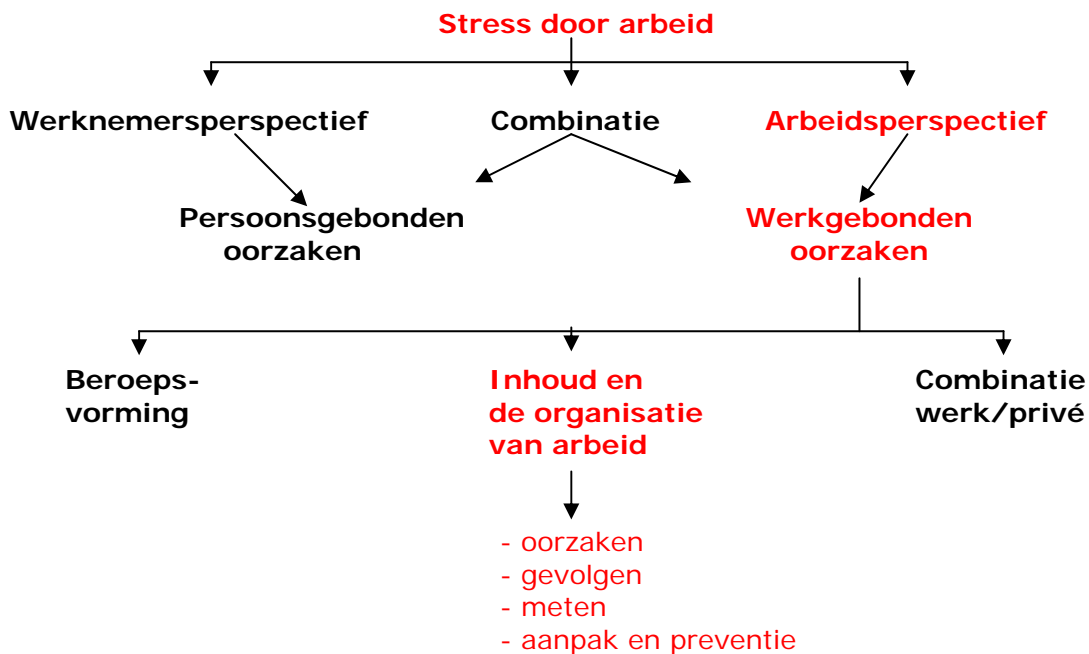 Stress door arbeid
Werknemersperspectief
Combinatie
Arbeidsperspectief
Persoonsgebonden
oorzaken
Werkgebonden
oorzaken
Beroeps-
vorming
Inhoud en
de organisatie
van arbeid
Combinatie
werk/privé
- oorzaken
- gevolgen
- meten
- aanpak en preventie